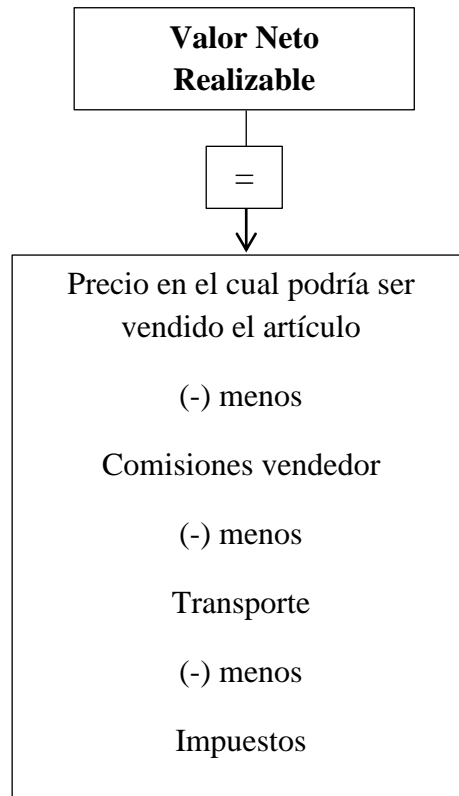 Valor Neto
Realizable
=
Precio en el cual podría ser
vendido el artículo
(-) menos
Comisiones vendedor
(-) menos
Transporte
(-) menos
Impuestos